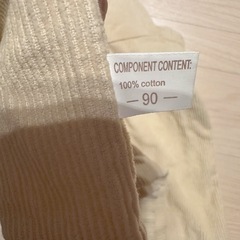 COMPONENT CONTENT:
100% cotton
— 90 —